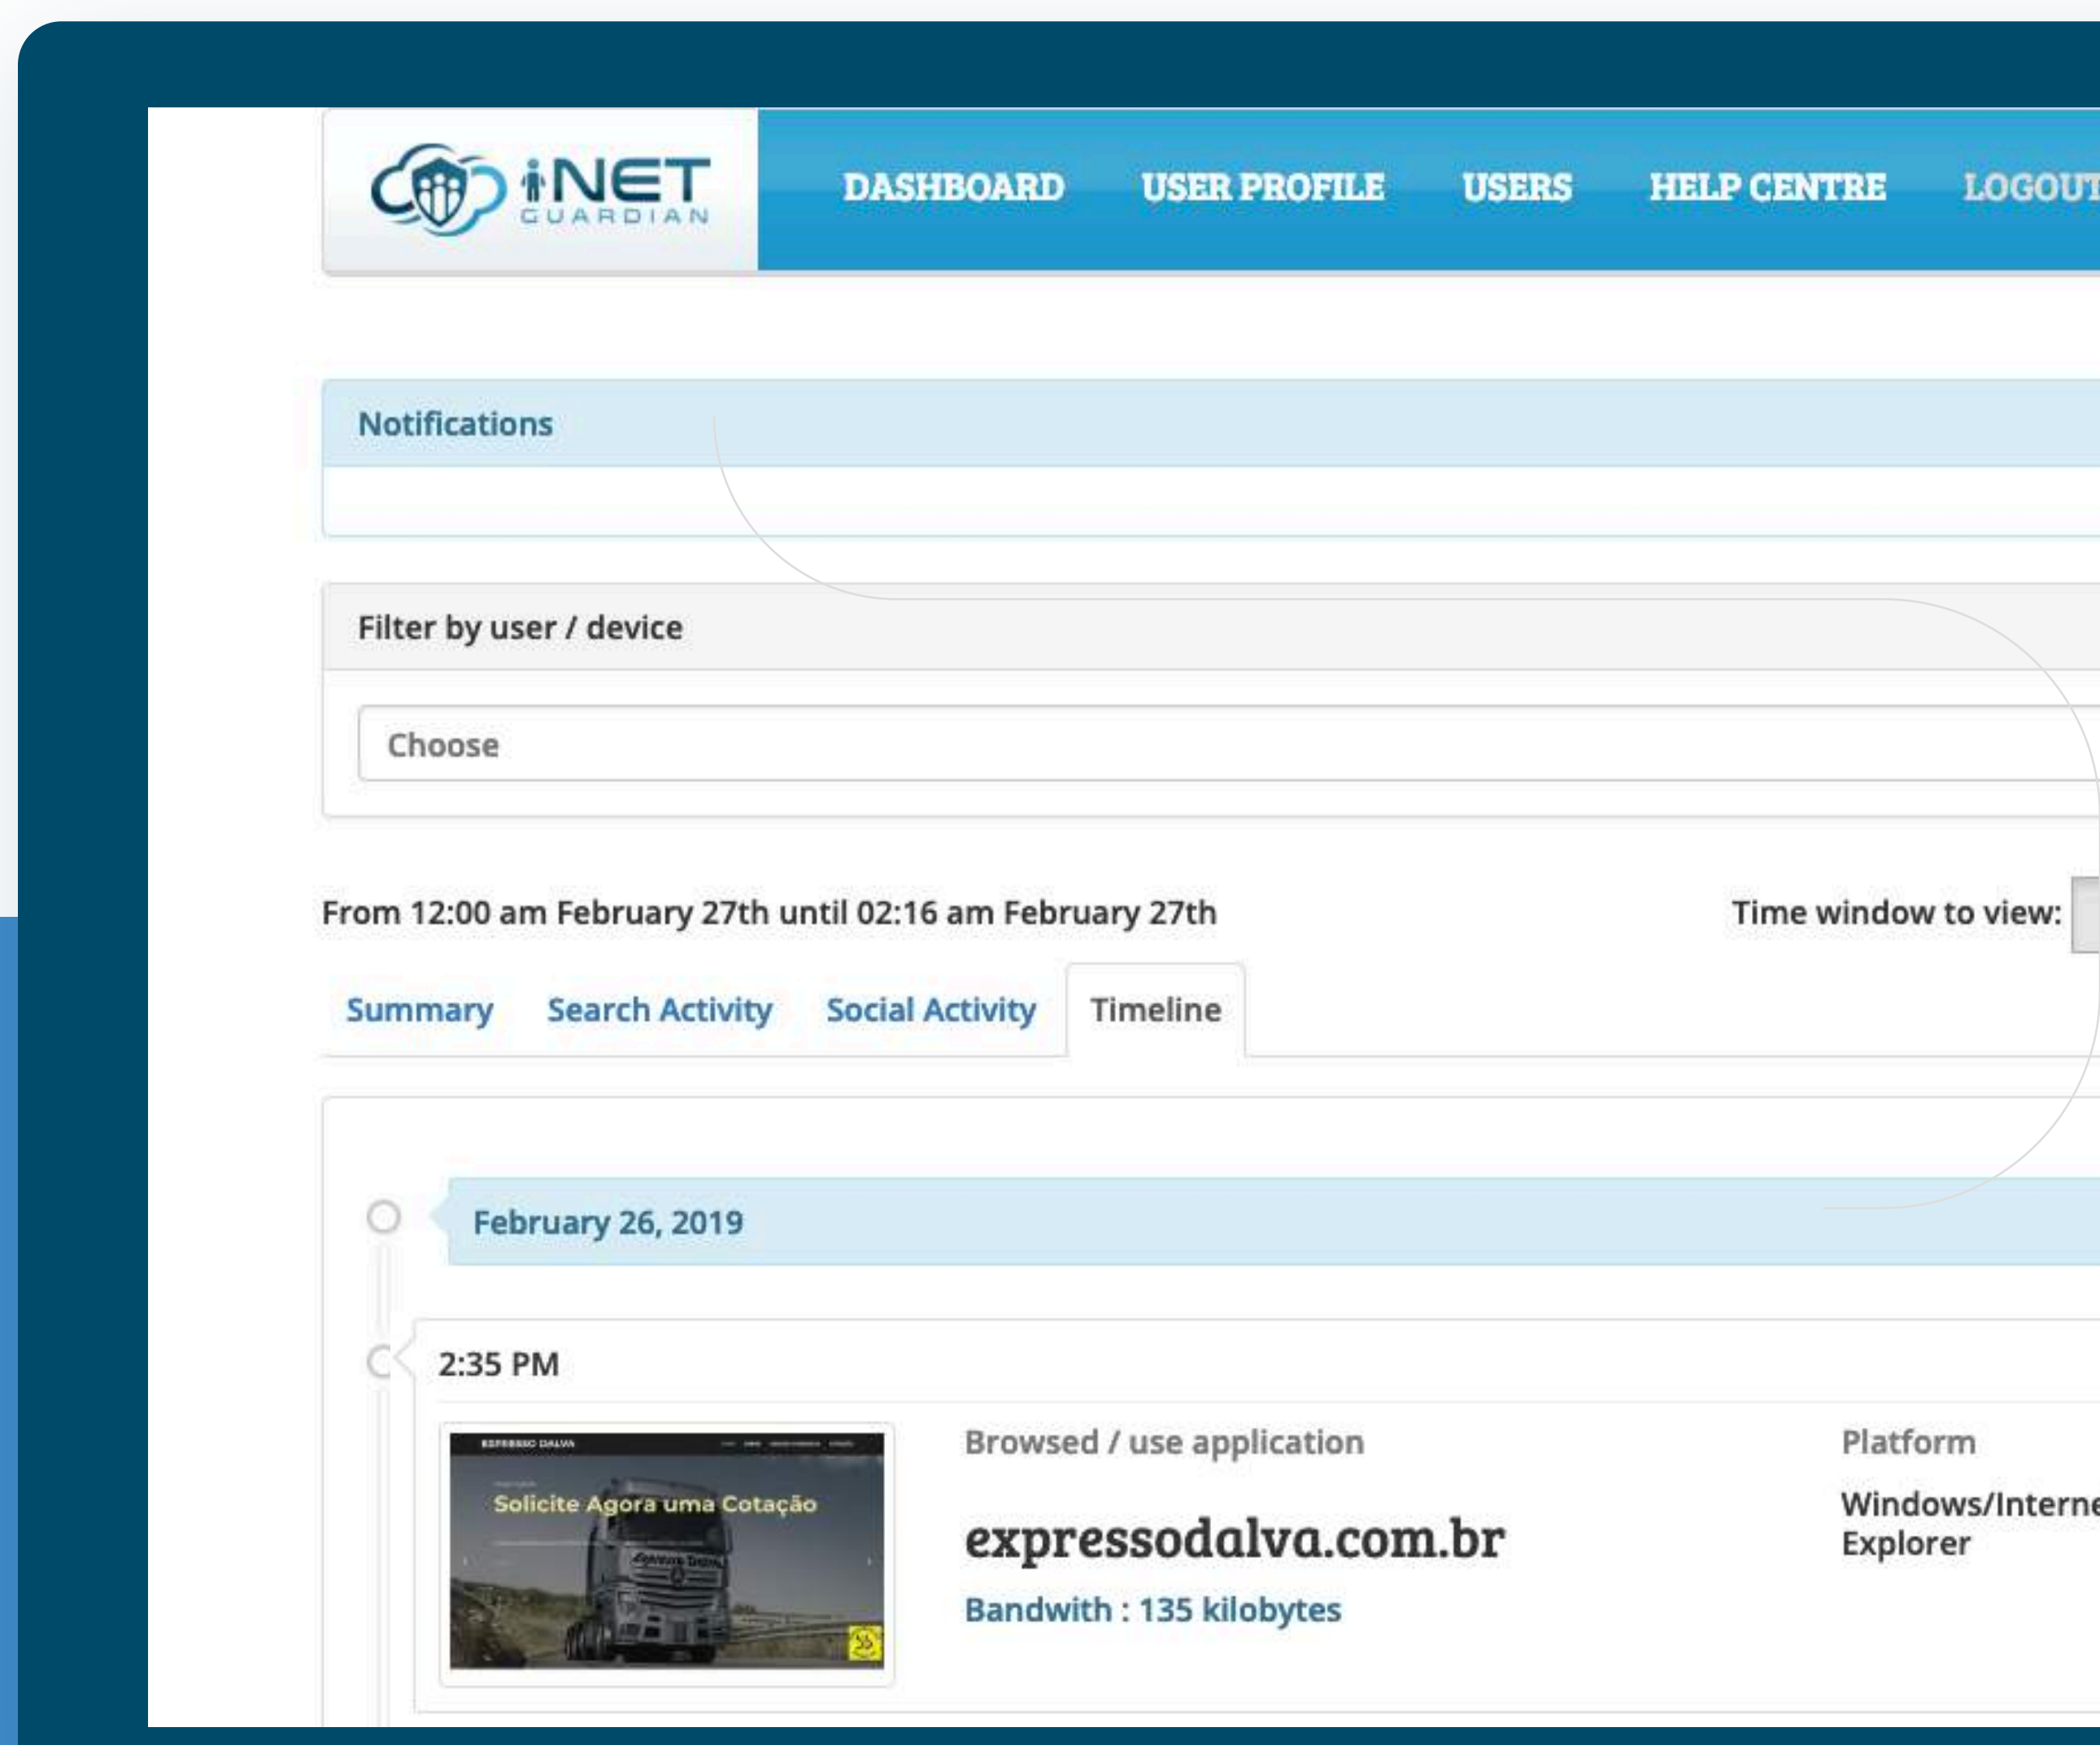 iNET
GUARDIAN
DASHBOARD
USER PROFILE
USERS
HELP CENTRE
LOGOUT
Notifications
Filter by user / device
Choose
From 12:00 am February 27th until 02:16 am February 27th
Time window to view:
Summary
Search Activity
Social Activity
Timeline
February 26, 2019
2:35 PM
EXPRESSO DALVA
Solicite Agora uma Cotação
Browsed / use application
expressodalva.com.br
Bandwith : 135 kilobytes
Platform
Windows/Interne
Explorer